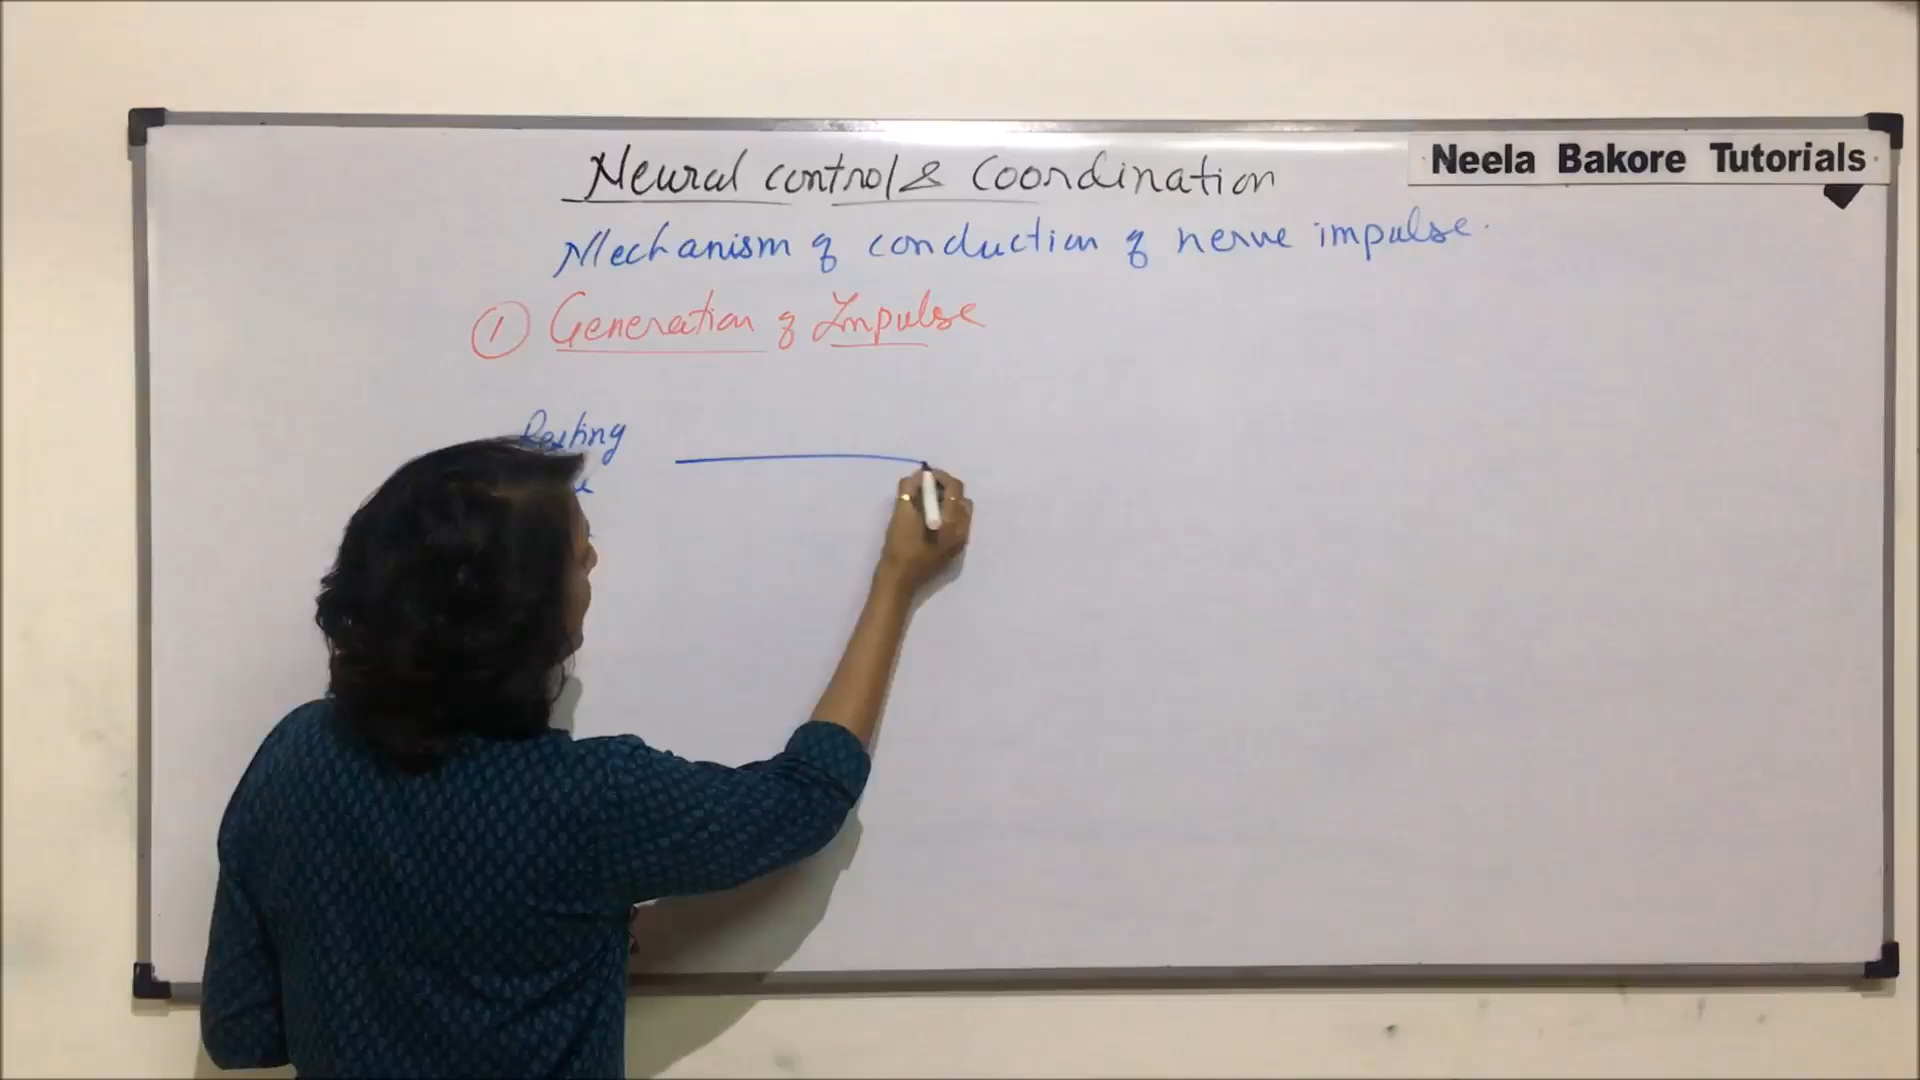 Neela Bakore Tutorials
Neural control & Coordination
Mechanism of conduction of nerve impulse.
① Generation of Impulse
Resting